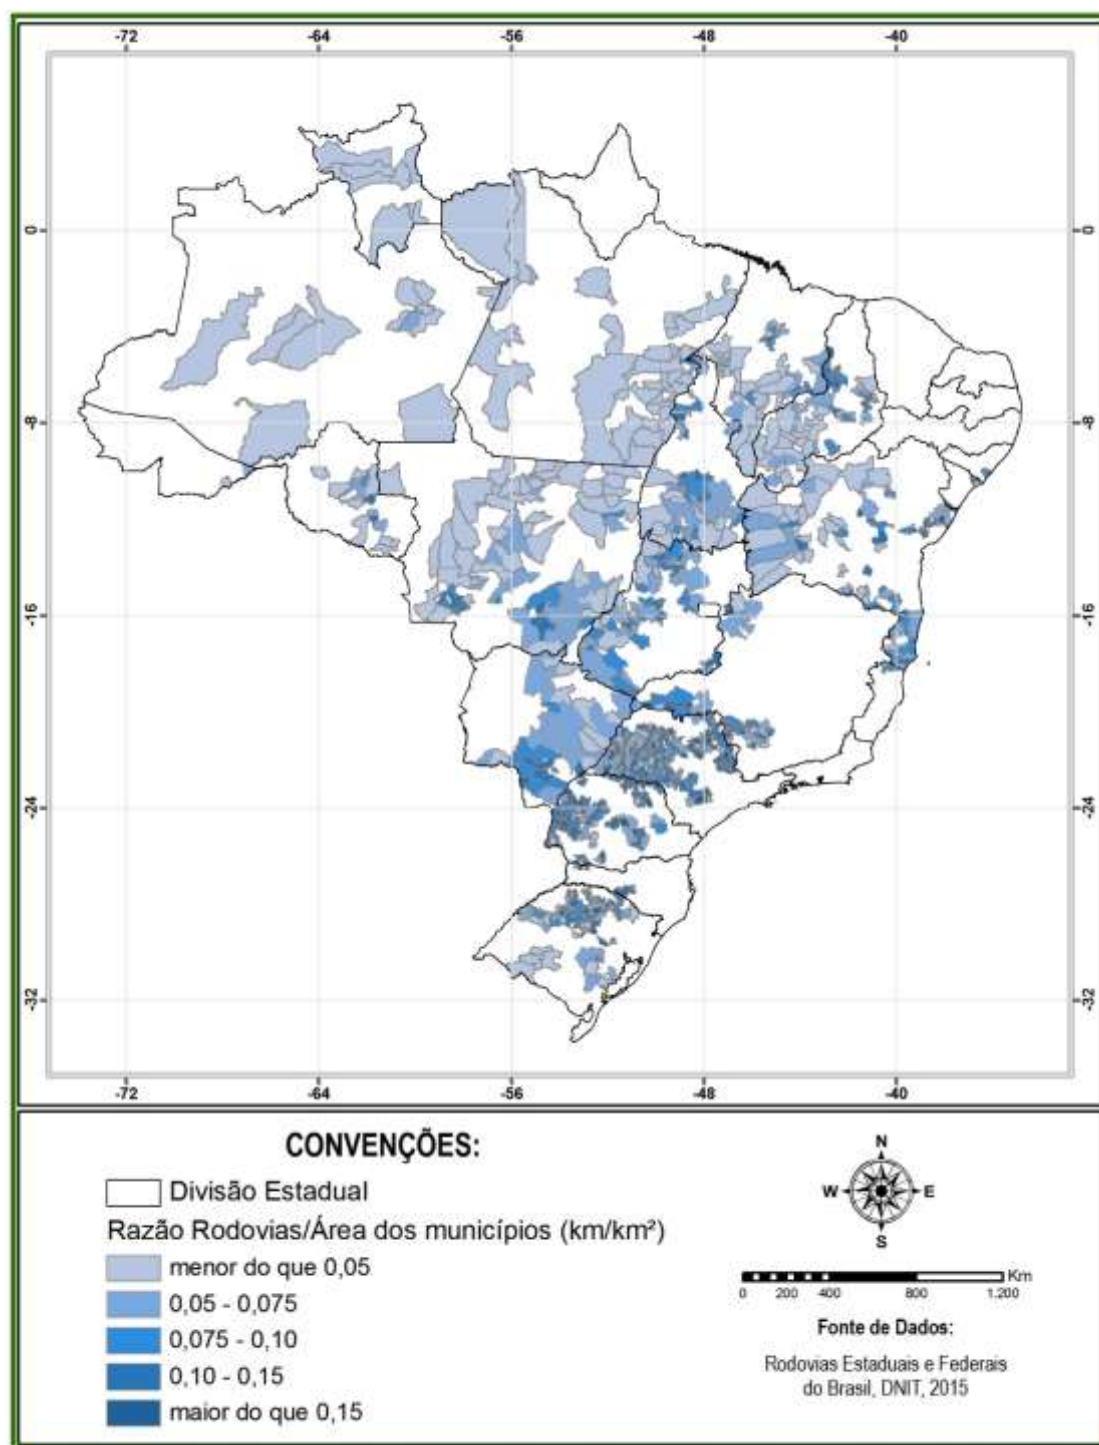 -72 -64 -56 -48 -40
0 0
-8 -8
-16 -16
-24 -24
-32 -32
-72 -64 -56 -48 -40
CONVENÇÕES:
Divisão Estadual
Razão Rodovias/Área dos municípios (km/km²)
menor do que 0,05
0,05 - 0,075
0,075 - 0,10
0,10 - 0,15
maior do que 0,15
N
W E
S
Km
0 200 400 800 1.200
Fonte de Dados:
Rodovias Estaduais e Federais
do Brasil, DNIT, 2015